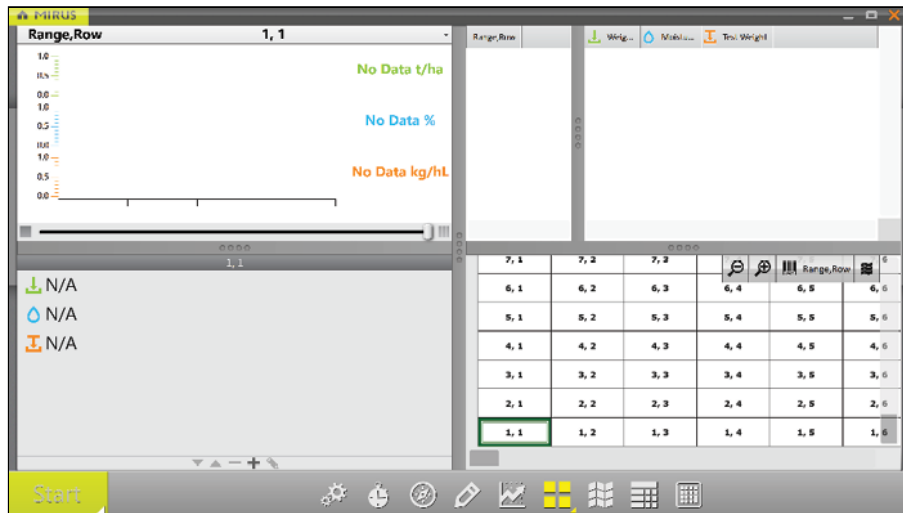 MIRUS
Range,Row 1, 1
Range,Row Weig... Moistu... Test Weight
1.0
0.5
0.0
No Data t/ha
1.0
0.5
0.0
No Data %
1.0
0.5
0.0
No Data kg/hL
1, 1
N/A
N/A
N/A
Range,Row
7, 1 7, 2 7, 3 6
6, 1 6, 2 6, 3 6, 4 6, 5 6, 6
5, 1 5, 2 5, 3 5, 4 5, 5 5, 6
4, 1 4, 2 4, 3 4, 4 4, 5 4, 6
3, 1 3, 2 3, 3 3, 4 3, 5 3, 6
2, 1 2, 2 2, 3 2, 4 2, 5 2, 6
1, 1 1, 2 1, 3 1, 4 1, 5 1, 6
Start